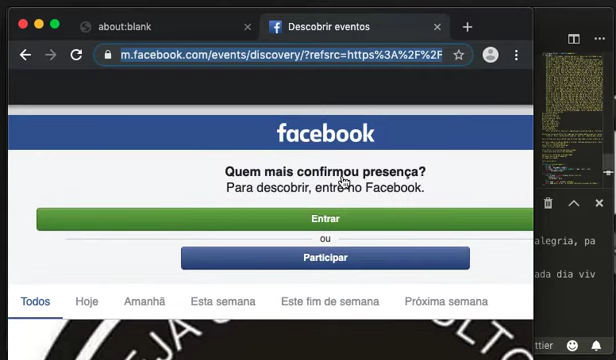 about:blank
Descobrir eventos
m.facebook.com/events/discovery/?refsrc=https%3A%2F%2F
facebook
Quem mais confirmou presença?
Para descobrir, entre no Facebook.
Entrar
ou
Participar
Todos Hoje Amanhã Esta semana Este fim de semana Próxima semana
alegria, pa
ada dia viv
ttier